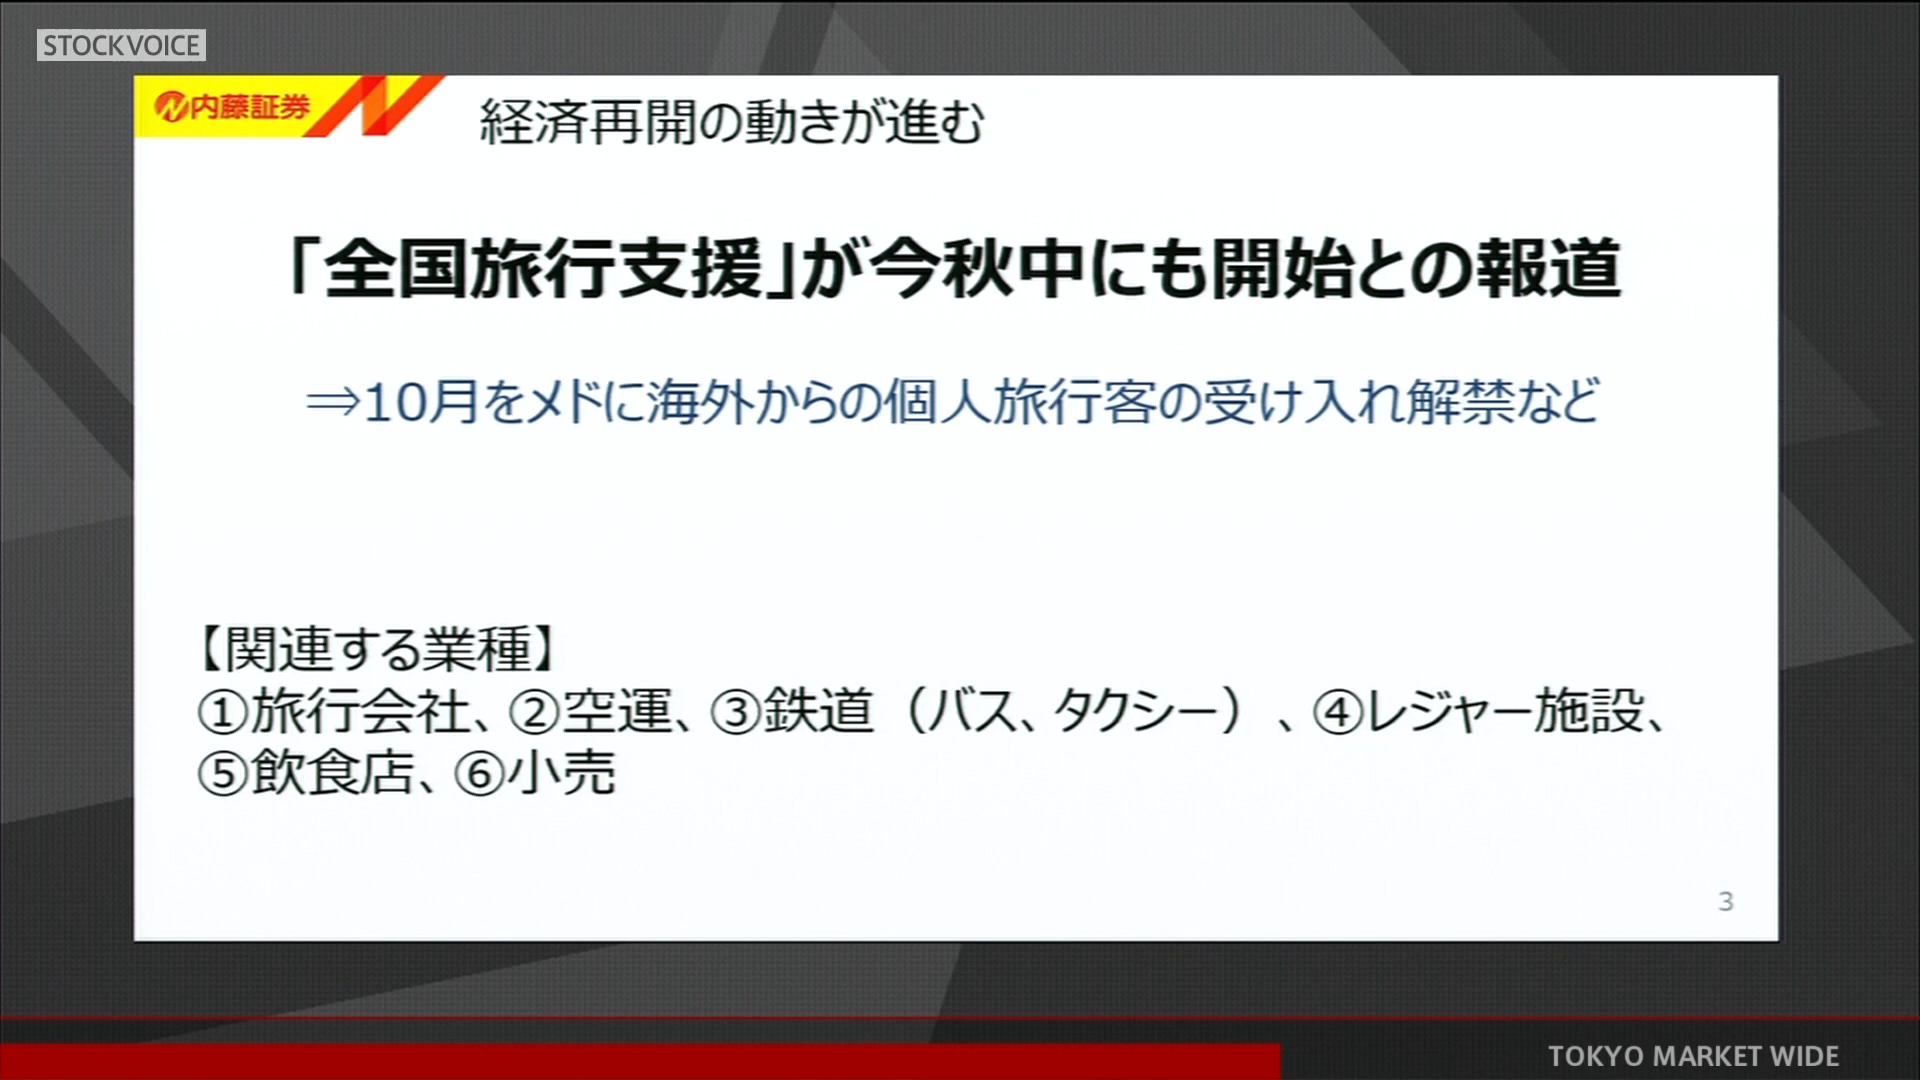 STOCKVOICE
内藤証券
経済再開の動きが進む
「全国旅行支援」が今秋中にも開始との報道
⇒10月をメドに海外からの個人旅行客の受け入れ解禁など
【関連する業種】
①旅行会社、②空運、③鉄道（バス、タクシー）、④レジャー施設、
⑤飲食店、⑥小売
3
TOKYO MARKET WIDE